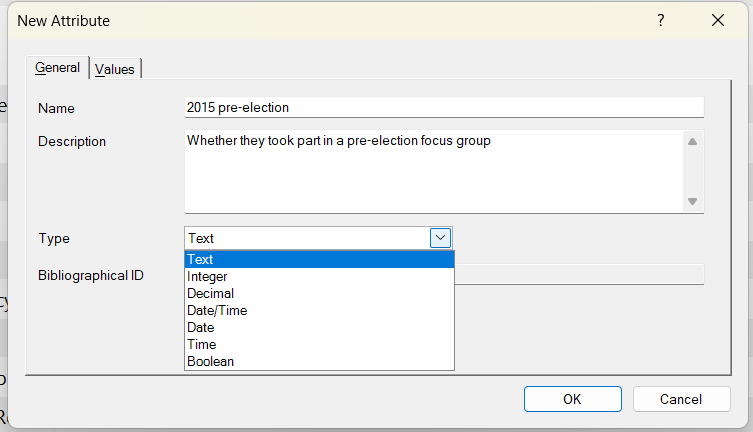 New Attribute ? ×
General Values
Name 2015 pre-election
Description Whether they took part in a pre-election focus group
Type Text
Text
Bibliographical ID Integer
Decimal
Date/Time
Date
Time
Boolean
OK Cancel